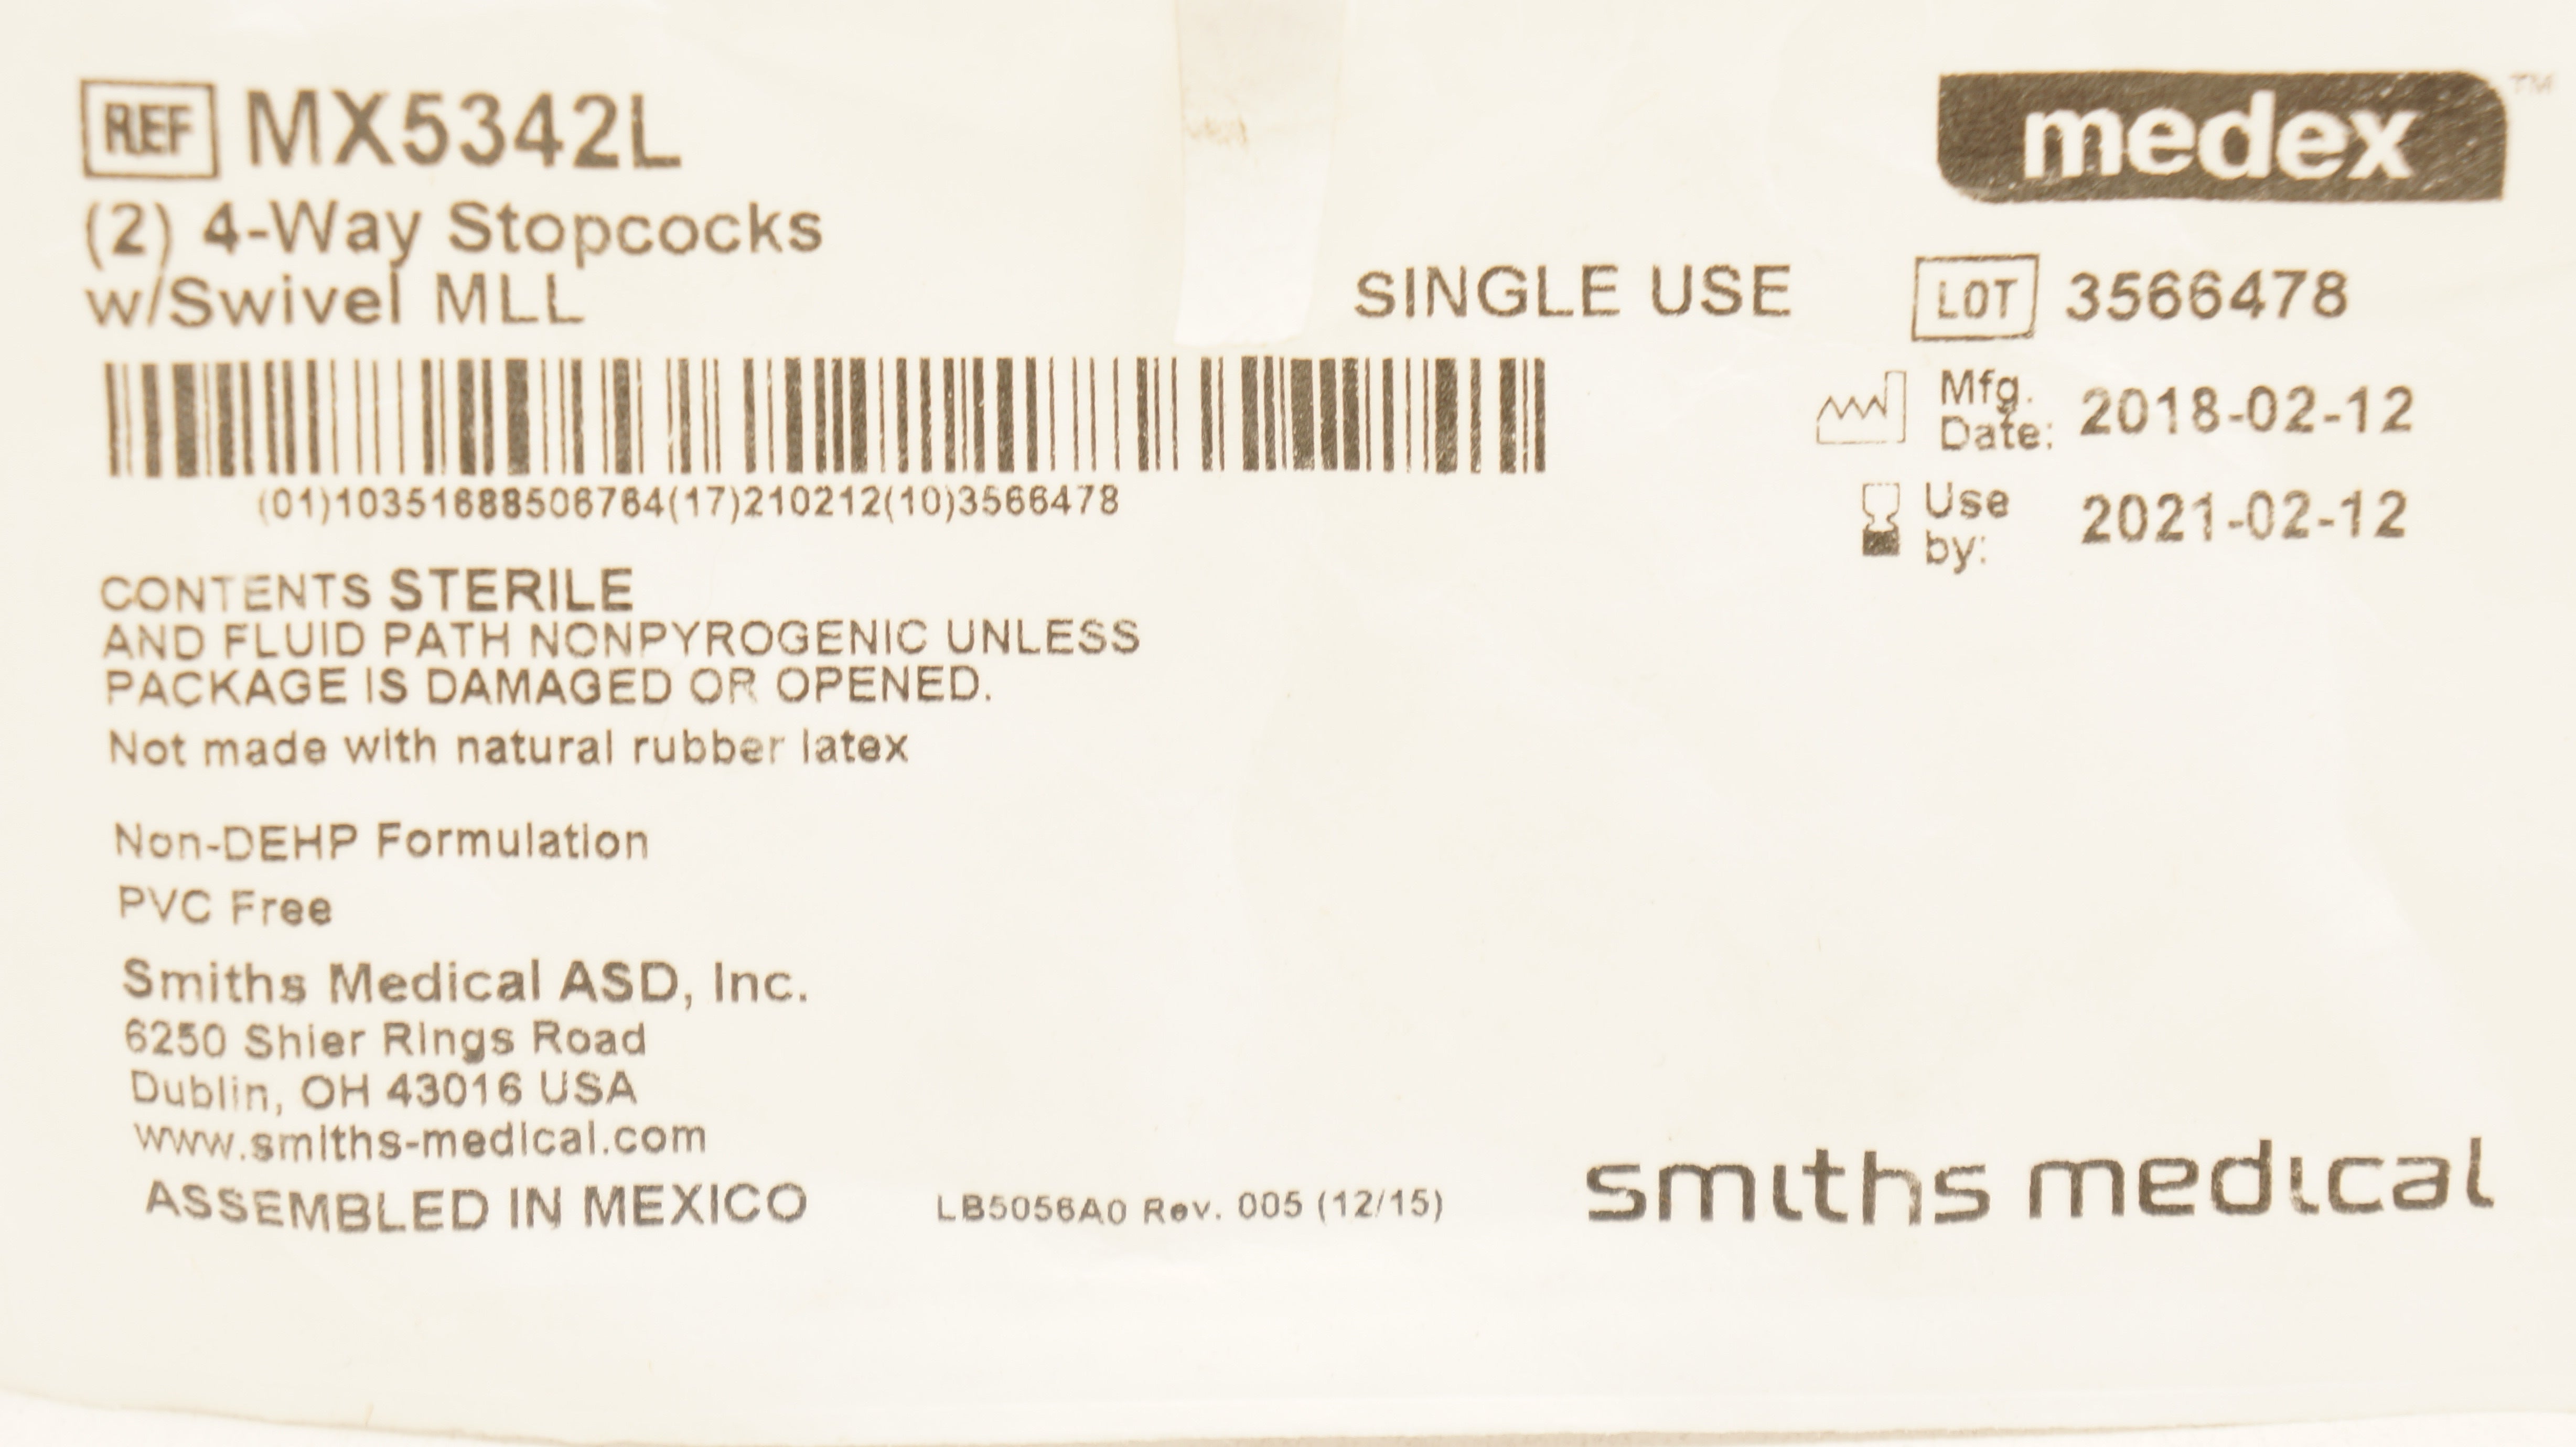 REF MX5342L
medex™
(2) 4-Way Stopcocks
w/Swivel MLL
SINGLE USE
LOT 3566478
Mfg. Date: 2018-02-12
Use by: 2021-02-12
(01)10351688506764(17)210212(10)3566478
CONTENTS STERILE
AND FLUID PATH NONPYROGENIC UNLESS
PACKAGE IS DAMAGED OR OPENED.
Not made with natural rubber latex
Non-DEHP Formulation
PVC Free
Smiths Medical ASD, Inc.
6250 Shier Rings Road
Dublin, OH 43016 USA
www.smiths-medical.com
ASSEMBLED IN MEXICO
LB5056A0 Rev. 005 (12/15)
smiths medical